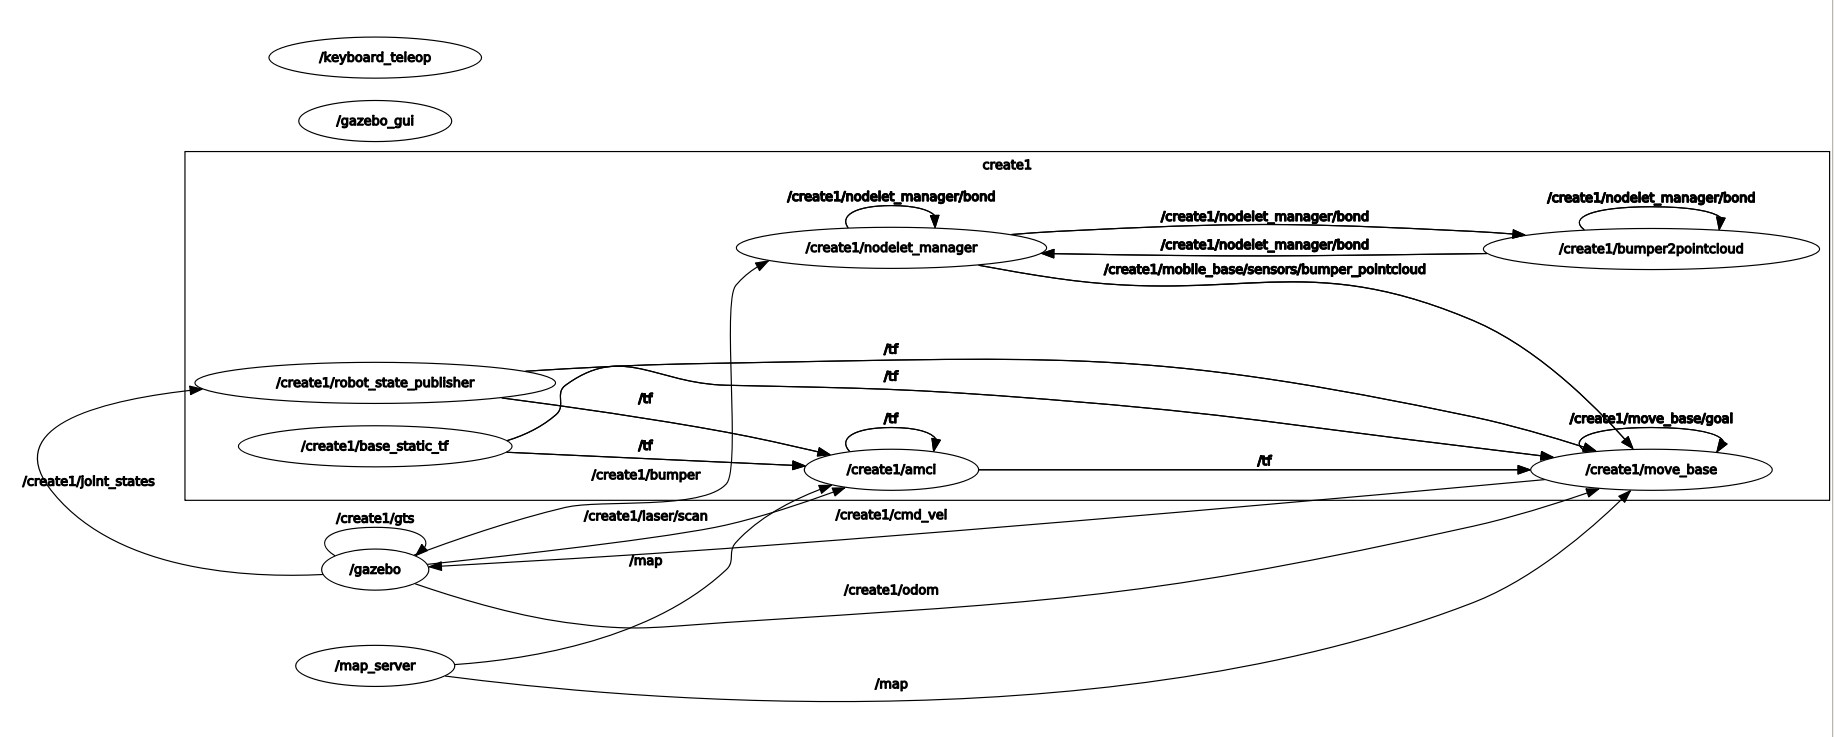 /keyboard_teleop
/gazebo_gui
create1
/create1/nodelet_manager/bond
/create1/nodelet_manager/bond
/create1/nodelet_manager/bond
/create1/nodelet_manager
/create1/nodelet_manager/bond
/create1/bumper2pointcloud
/create1/mobile_base/sensors/bumper_pointcloud
/tf
/create1/robot_state_publisher
/tf
/tf
/tf
/create1/move_base/goal
/create1/base_static_tf
/tf
/tf
/create1/amcl
/create1/move_base
/create1/bumper
/create1/joint_states
/create1/gts
/create1/laser/scan
/create1/cmd_vel
/map
/gazebo
/create1/odom
/map_server
/map